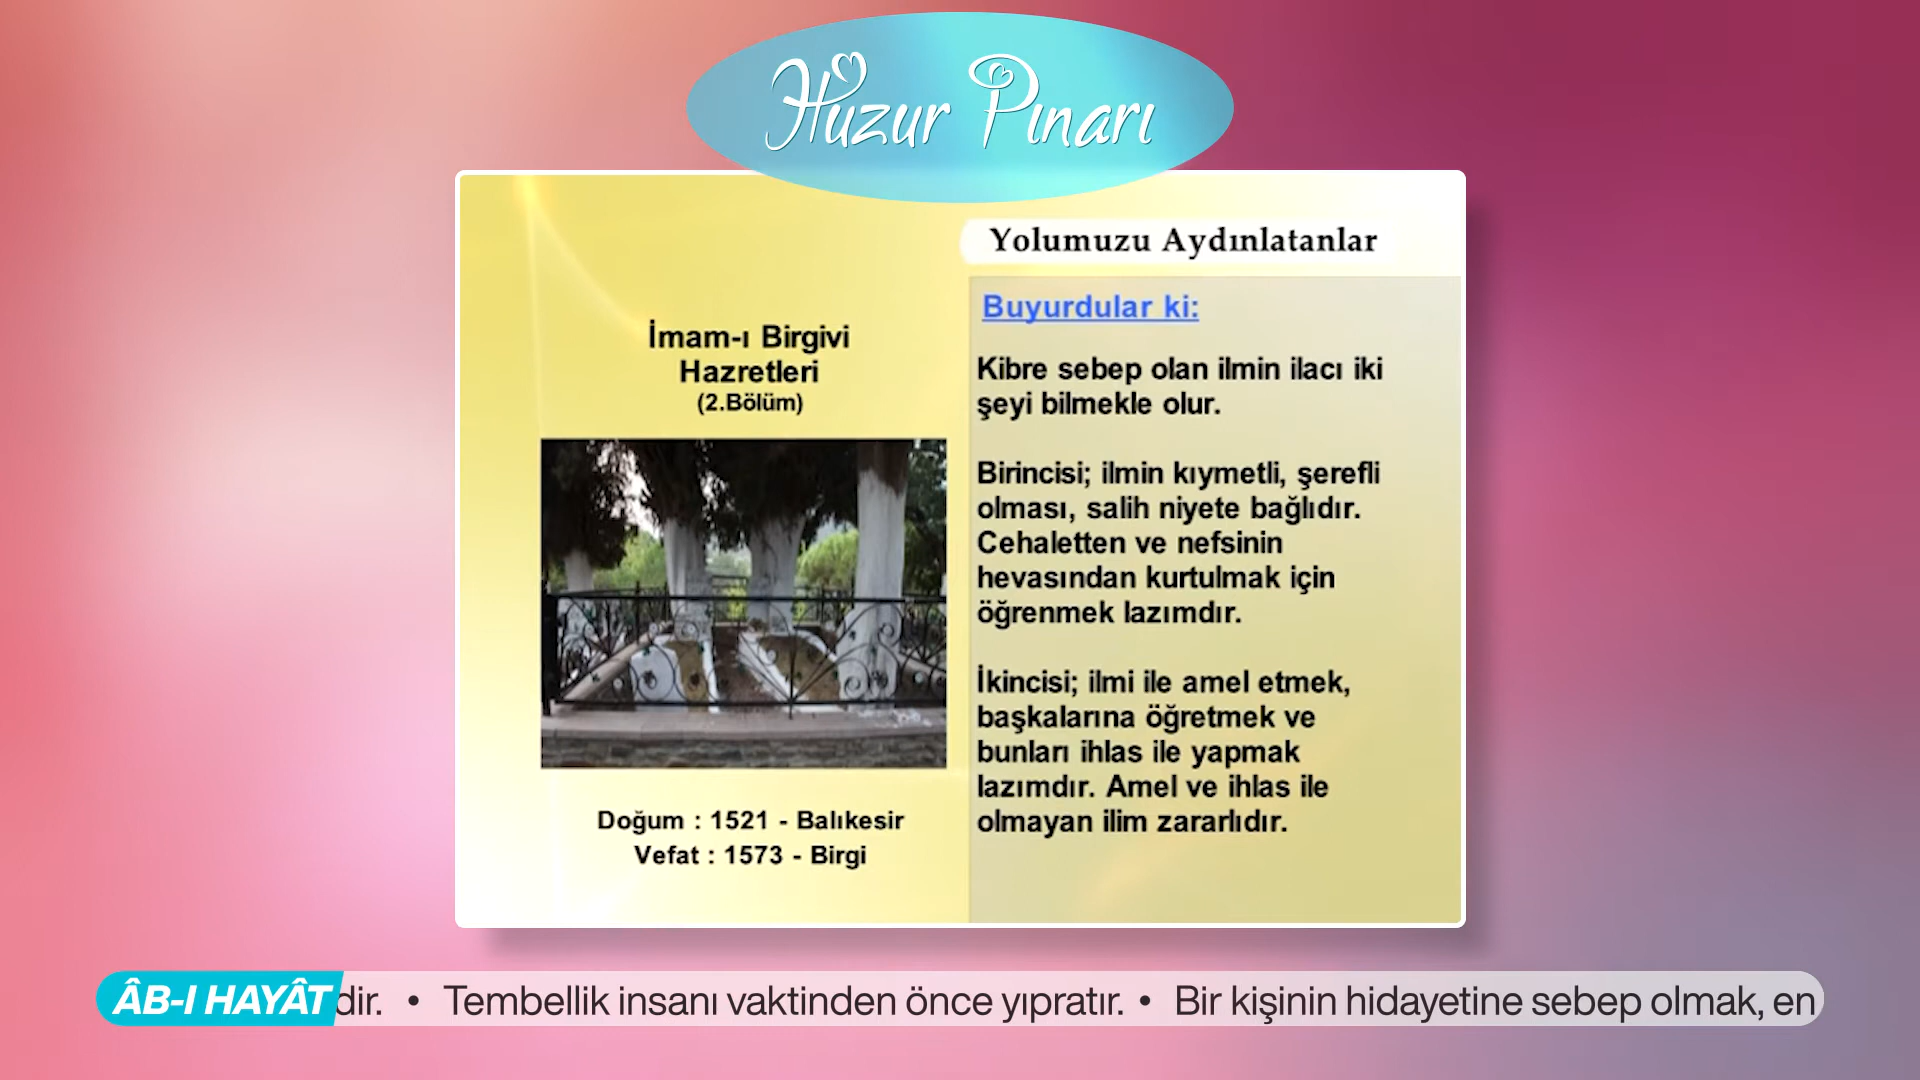 Huzur Pınarı
Yolumuzu Aydınlatanlar
İmam-ı Birgivi
Hazretleri
(2.Bölüm)
Doğum : 1521 - Balıkesir
Vefat : 1573 - Birgi
Buyurdular ki:
Kibre sebep olan ilmin ilacı iki
şeyi bilmekle olur.
Birincisi; ilmin kıymetli, şerefli
olması, salih niyete bağlıdır.
Cehaletten ve nefsinin
hevasından kurtulmak için
öğrenmek lazımdır.
İkincisi; ilmi ile amel etmek,
başkalarına öğretmek ve
bunları ihlas ile yapmak
lazımdır. Amel ve ihlas ile
olmayan ilim zararlıdır.
ÂB-I HAYÂT dir. • Tembellik insanı vaktinden önce yıpratır. • Bir kişinin hidayetine sebep olmak, en